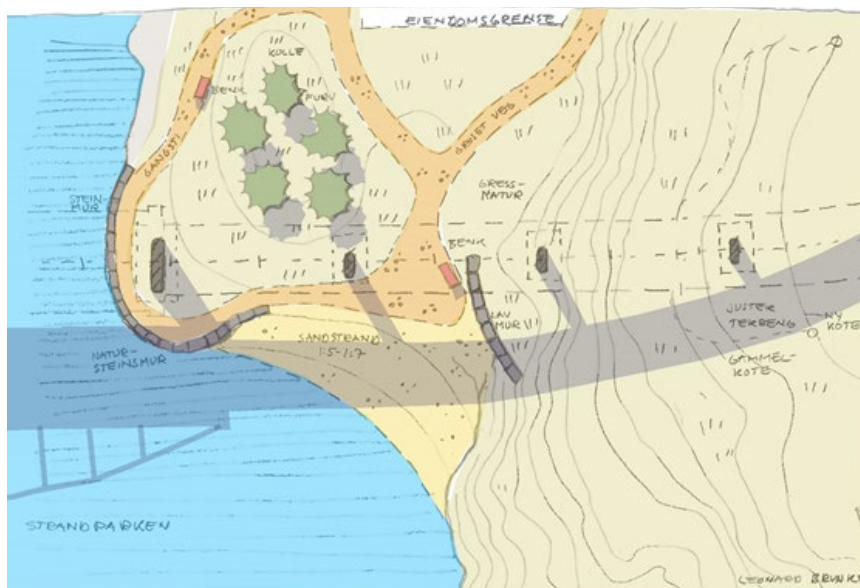 EIENDOMSGRENSE
KOLLE
BENK
FURU
GANGSTI
GRUSET VEG
STEIN-
MUR
GRESS-
MATUR
BENK
LAV
MUR
SANDSTRAND
1:5-1:7
NATUR-
STEINSMUR
JUSTER
TERRENG
NY
KOTE
GAMMEL-
KOTE
STRANDPARKEN
LEONARD